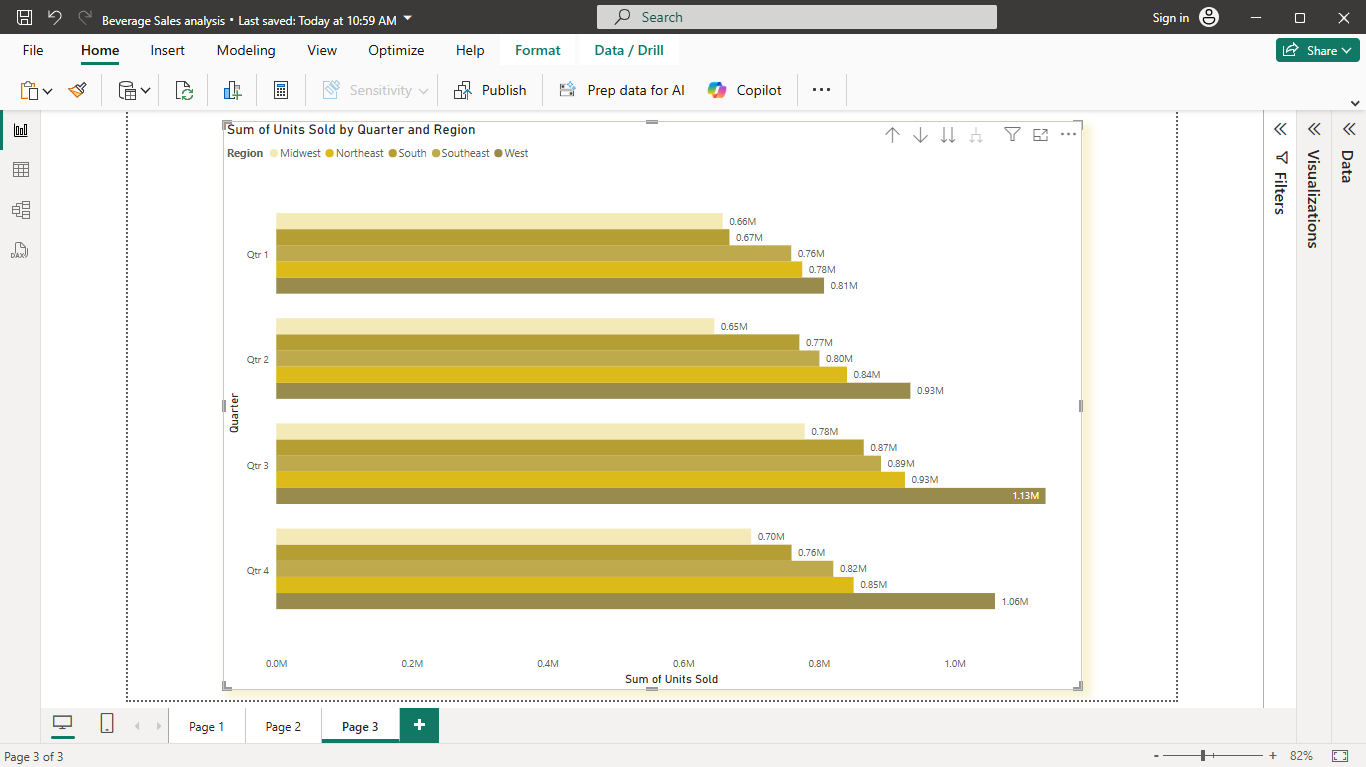 Beverage Sales analysis • Last saved: Today at 10:59 AM
Search
Sign in
File Home Insert Modeling View Optimize Help Format Data / Drill
Share
Sensitivity Publish Prep data for AI Copilot
DAX
Sum of Units Sold by Quarter and Region
Region Midwest Northeast South Southeast West
Quarter
Qtr 1
0.66M
0.67M
0.76M
0.78M
0.81M
Qtr 2
0.65M
0.77M
0.80M
0.84M
0.93M
Qtr 3
0.78M
0.87M
0.89M
0.93M
1.13M
Qtr 4
0.70M
0.76M
0.82M
0.85M
1.06M
0.0M 0.2M 0.4M 0.6M 0.8M 1.0M
Sum of Units Sold
Filters
Visualizations
Data
Page 1 Page 2 Page 3 +
Page 3 of 3
- + 82%